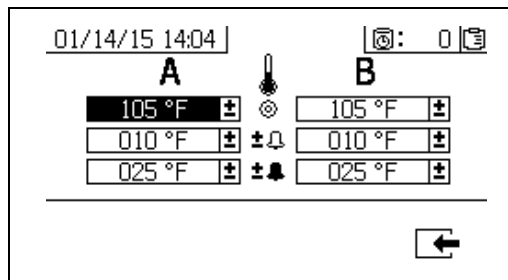 01/14/15 14:04 : 0
A B
105 °F ± 105 °F ±
010 °F ± ± 010 °F ±
025 °F ± ± 025 °F ±